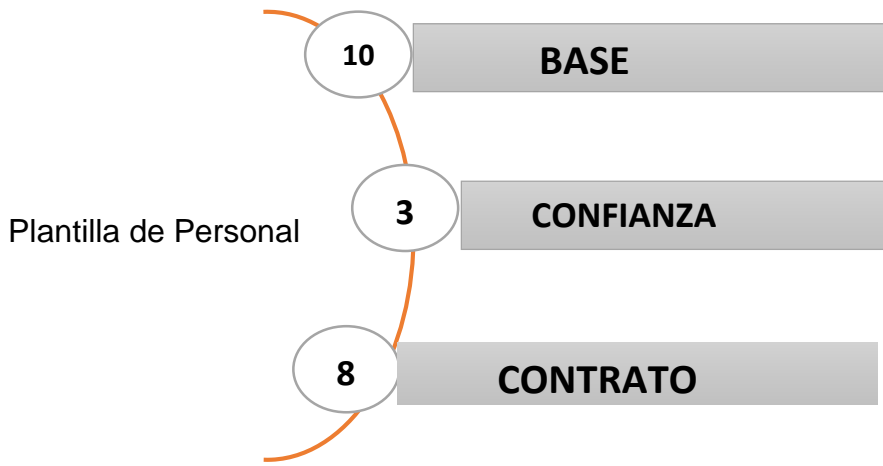 10
BASE
3
CONFIANZA
Plantilla de Personal
8
CONTRATO